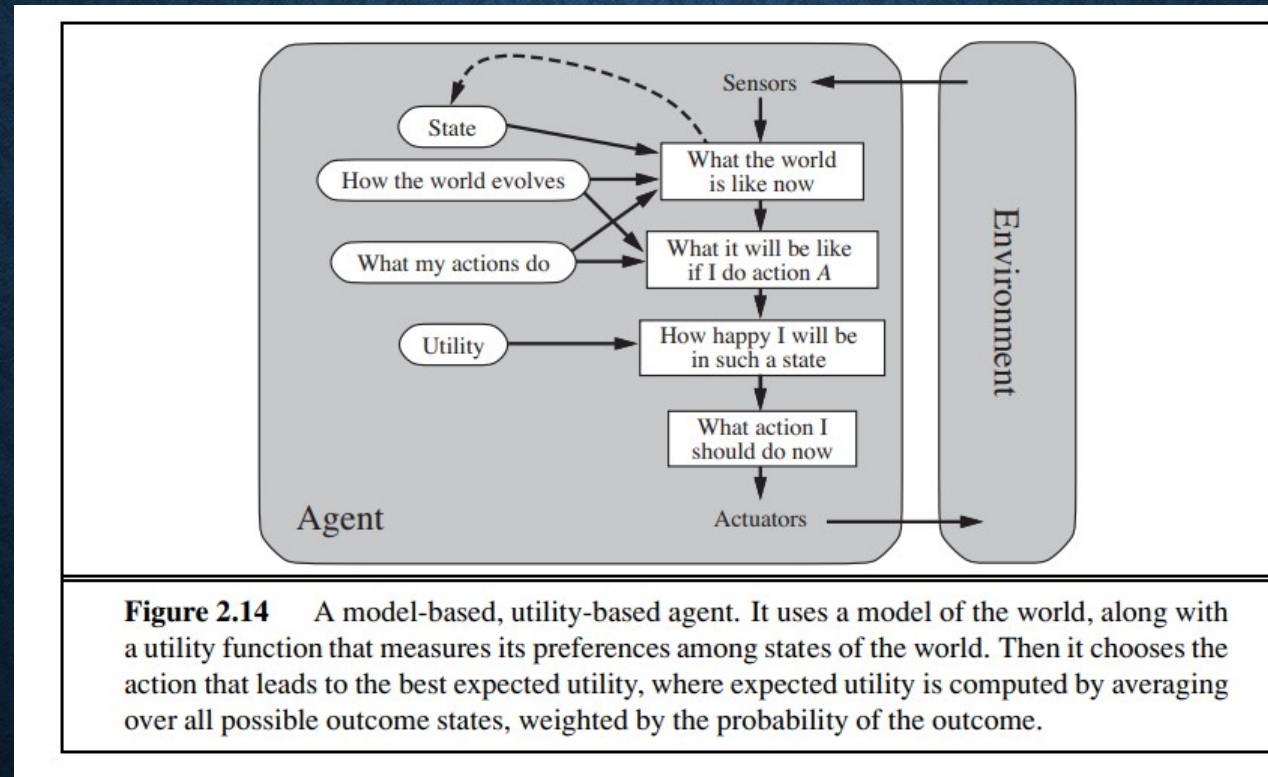 Sensors
State
What the world
is like now
How the world evolves
What my actions do
What it will be like
if I do action A
Utility
How happy I will be
in such a state
What action I
should do now
Agent
Actuators
Environment
Figure 2.14 A model-based, utility-based agent. It uses a model of the world, along with
a utility function that measures its preferences among states of the world. Then it chooses the
action that leads to the best expected utility, where expected utility is computed by averaging
over all possible outcome states, weighted by the probability of the outcome.